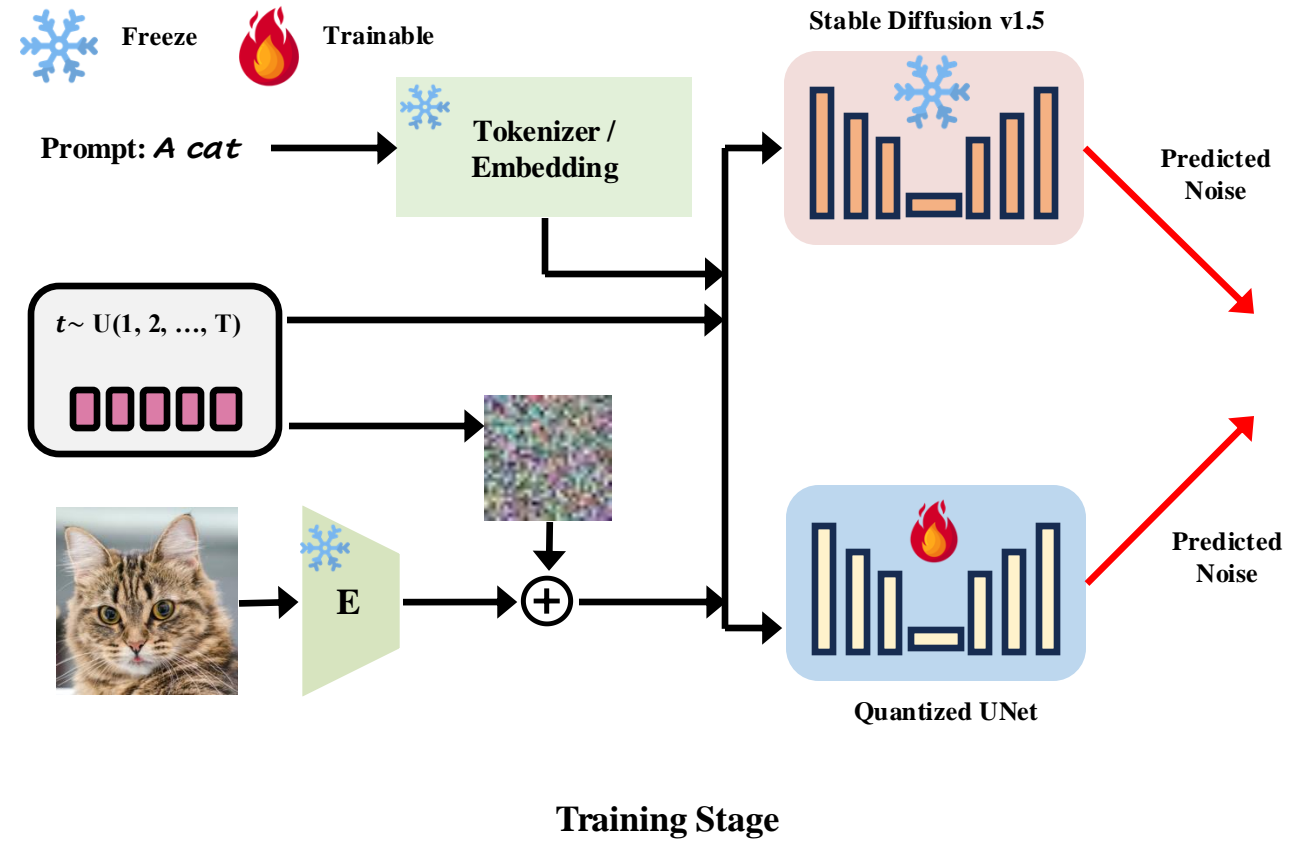 Freeze
Trainable
Stable Diffusion v1.5
Prompt: A cat
Tokenizer /
Embedding
Predicted
Noise
t~ U(1, 2, …, T)
E
Predicted
Noise
Quantized UNet
Training Stage